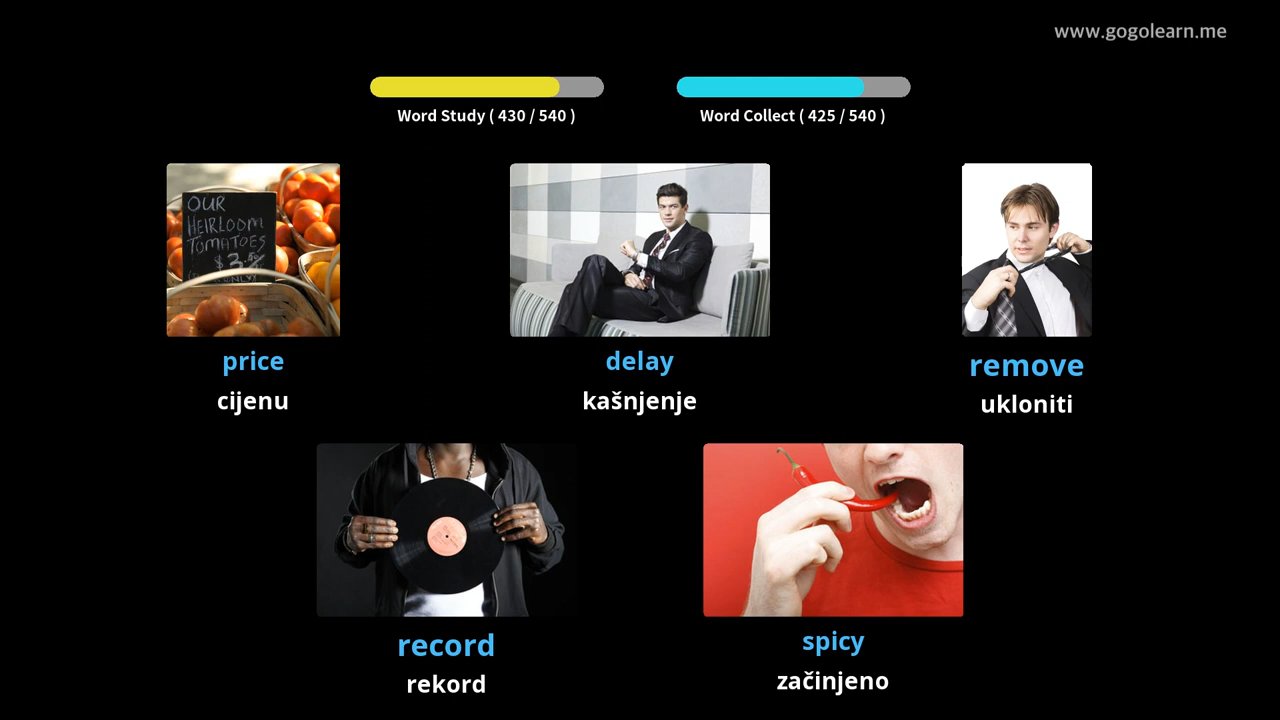 www.gogolearn.me
Word Study ( 430 / 540 )
Word Collect ( 425 / 540 )
OUR
HEIRLOOM
TOMATOES
price
cijenu
delay
kašnjenje
remove
ukloniti
record
rekord
spicy
začinjeno